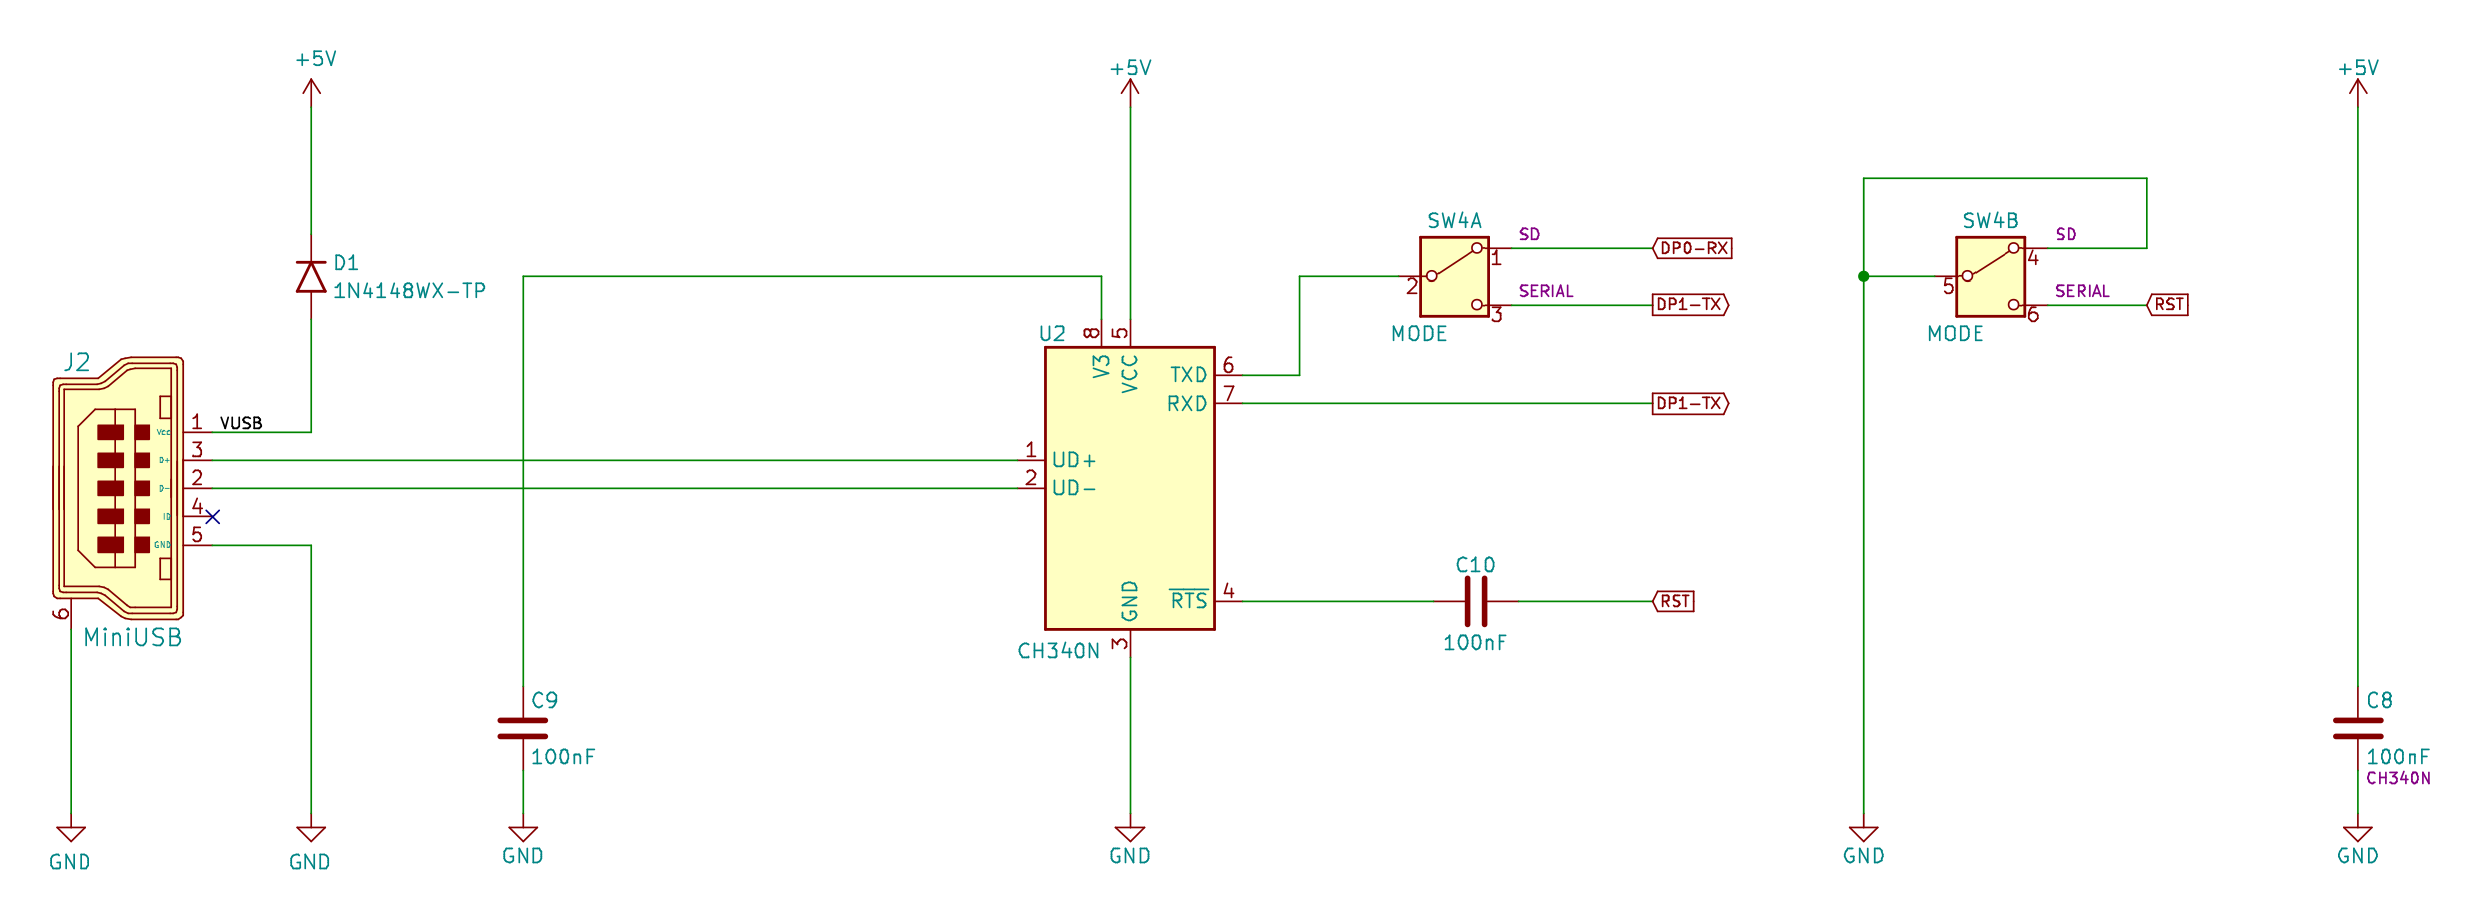 +5V
+5V
+5V
SW4A
SD
DP0-RX
1
2
SERIAL
DP1-TX
3
MODE
SW4B
SD
4
5
SERIAL
RST
6
MODE
D1
1N4148WX-TP
J2
1
VUSB
Vcc
3
D+
2
D-
4
ID
5
GND
6
MiniUSB
U2
8
5
V3
VCC
TXD
6
RXD
7
DP1-TX
1
UD+
2
UD-
GND
RTS
4
3
CH340N
C10
100nF
RST
C9
100nF
C8
100nF
CH340N
GND
GND
GND
GND
GND
GND